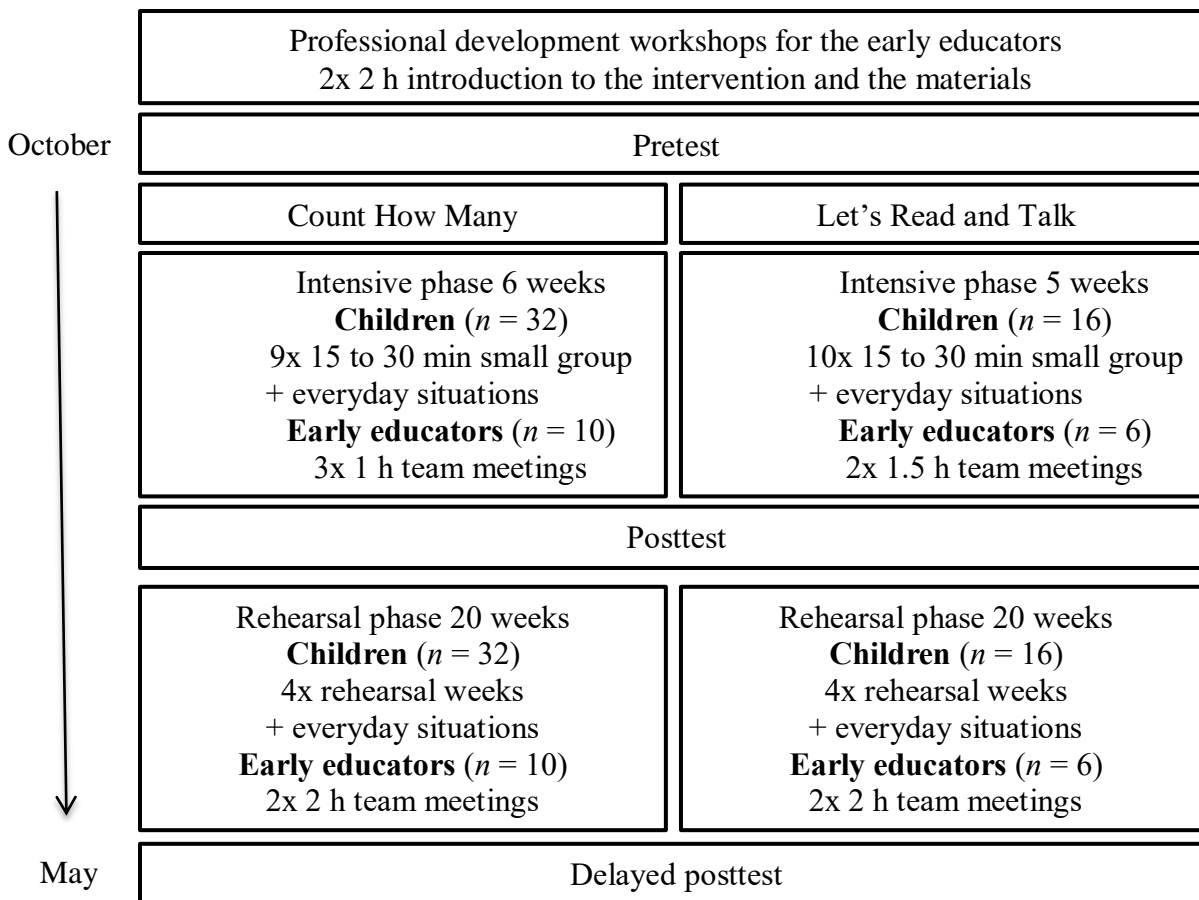 Professional development workshops for the early educators
2x 2 h introduction to the intervention and the materials
October
Pretest
Count How Many
Let’s Read and Talk
Intensive phase 6 weeks
Children (n = 32)
9x 15 to 30 min small group
+ everyday situations
Early educators (n = 10)
3x 1 h team meetings
Intensive phase 5 weeks
Children (n = 16)
10x 15 to 30 min small group
+ everyday situations
Early educators (n = 6)
2x 1.5 h team meetings
Posttest
Rehearsal phase 20 weeks
Children (n = 32)
4x rehearsal weeks
+ everyday situations
Early educators (n = 10)
2x 2 h team meetings
Rehearsal phase 20 weeks
Children (n = 16)
4x rehearsal weeks
+ everyday situations
Early educators (n = 6)
2x 2 h team meetings
May
Delayed posttest